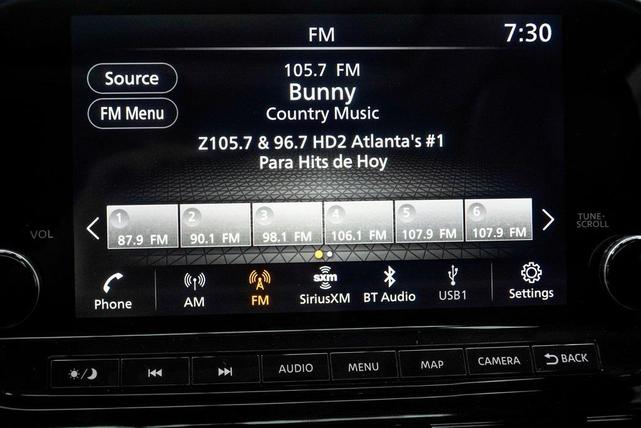 FM
7:30
Source
FM Menu
105.7 FM
Bunny
Country Music
Z105.7 & 96.7 HD2 Atlanta's #1
Para Hits de Hoy
1 2 3 4 5 6
87.9 FM 90.1 FM 98.1 FM 106.1 FM 107.9 FM 107.9 FM
VOL
TUNE·SCROLL
sxm
Phone AM FM SiriusXM BT Audio USB1 Settings
AUDIO MENU MAP CAMERA BACK